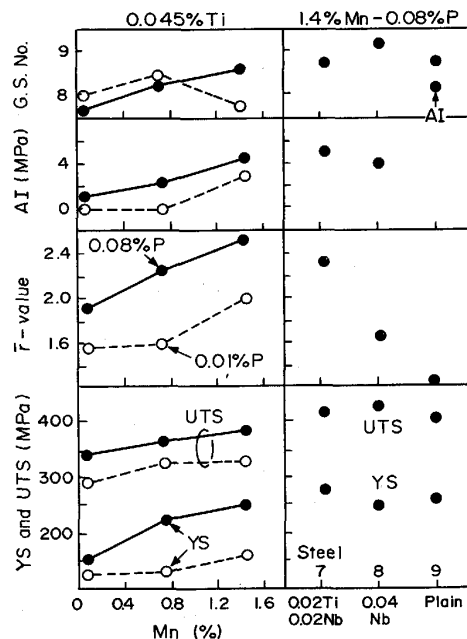 0.045%Ti
1.4%Mn-0.08%P
G.S. No.
9
8
AI
AI (MPa)
4
0
r̄-value
2.4
2.0
1.6
0.08%P
0.01%P
YS and UTS (MPa)
400
300
200
100
UTS
YS
UTS
YS
Steel
7 8 9
0 0.4 0.8 1.2 1.6
Mn (%)
0.02Ti 0.04 Plain
0.02Nb Nb